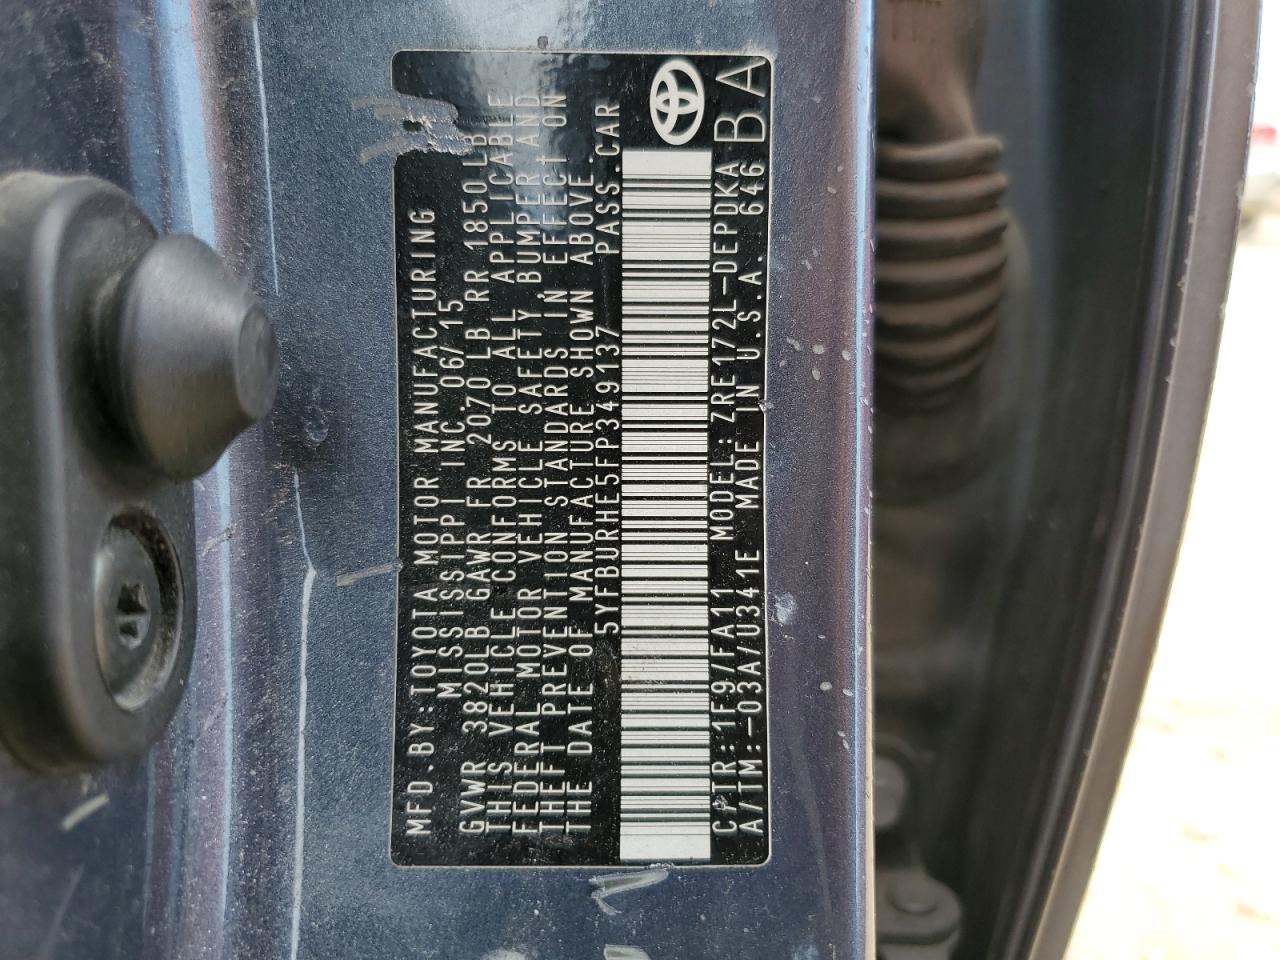 MFD.BY:TOYOTA MOTOR MANUFACTURING
MISSISSIPPI INC. 06/15
GVWR 3820LB GAWR FR 2070 LB RR 1850 LB
THIS VEHICLE CONFORMS TO ALL APPLICABLE
FEDERAL MOTOR VEHICLE SAFETY, BUMPER AND
THEFT PREVENTION STANDARDS IN EFFECT ON
THE DATE OF MANUFACTURE SHOWN ABOVE.
5YFBURHE5FP349137 PASS.CAR
C/TR:1F9/FA11 MODEL:ZRE172L-DEPDKA
A/TM:-03A/U341E MADE IN U.S.A. 646 BA